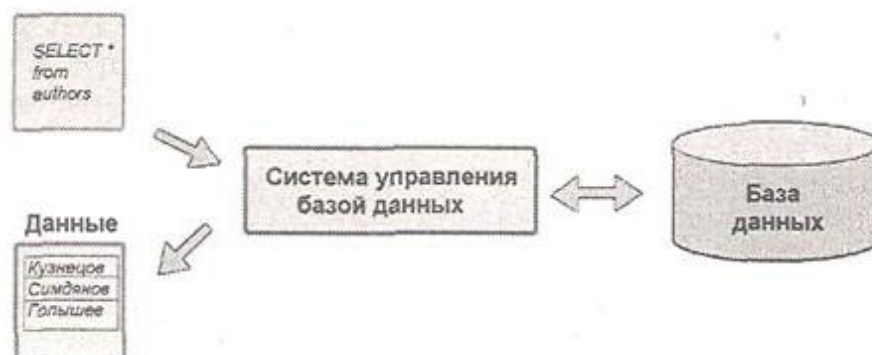 SELECT *
from
authors
Система управления
базой данных
База
данных
Данные
Кузнецов
Симдянов
Голышев